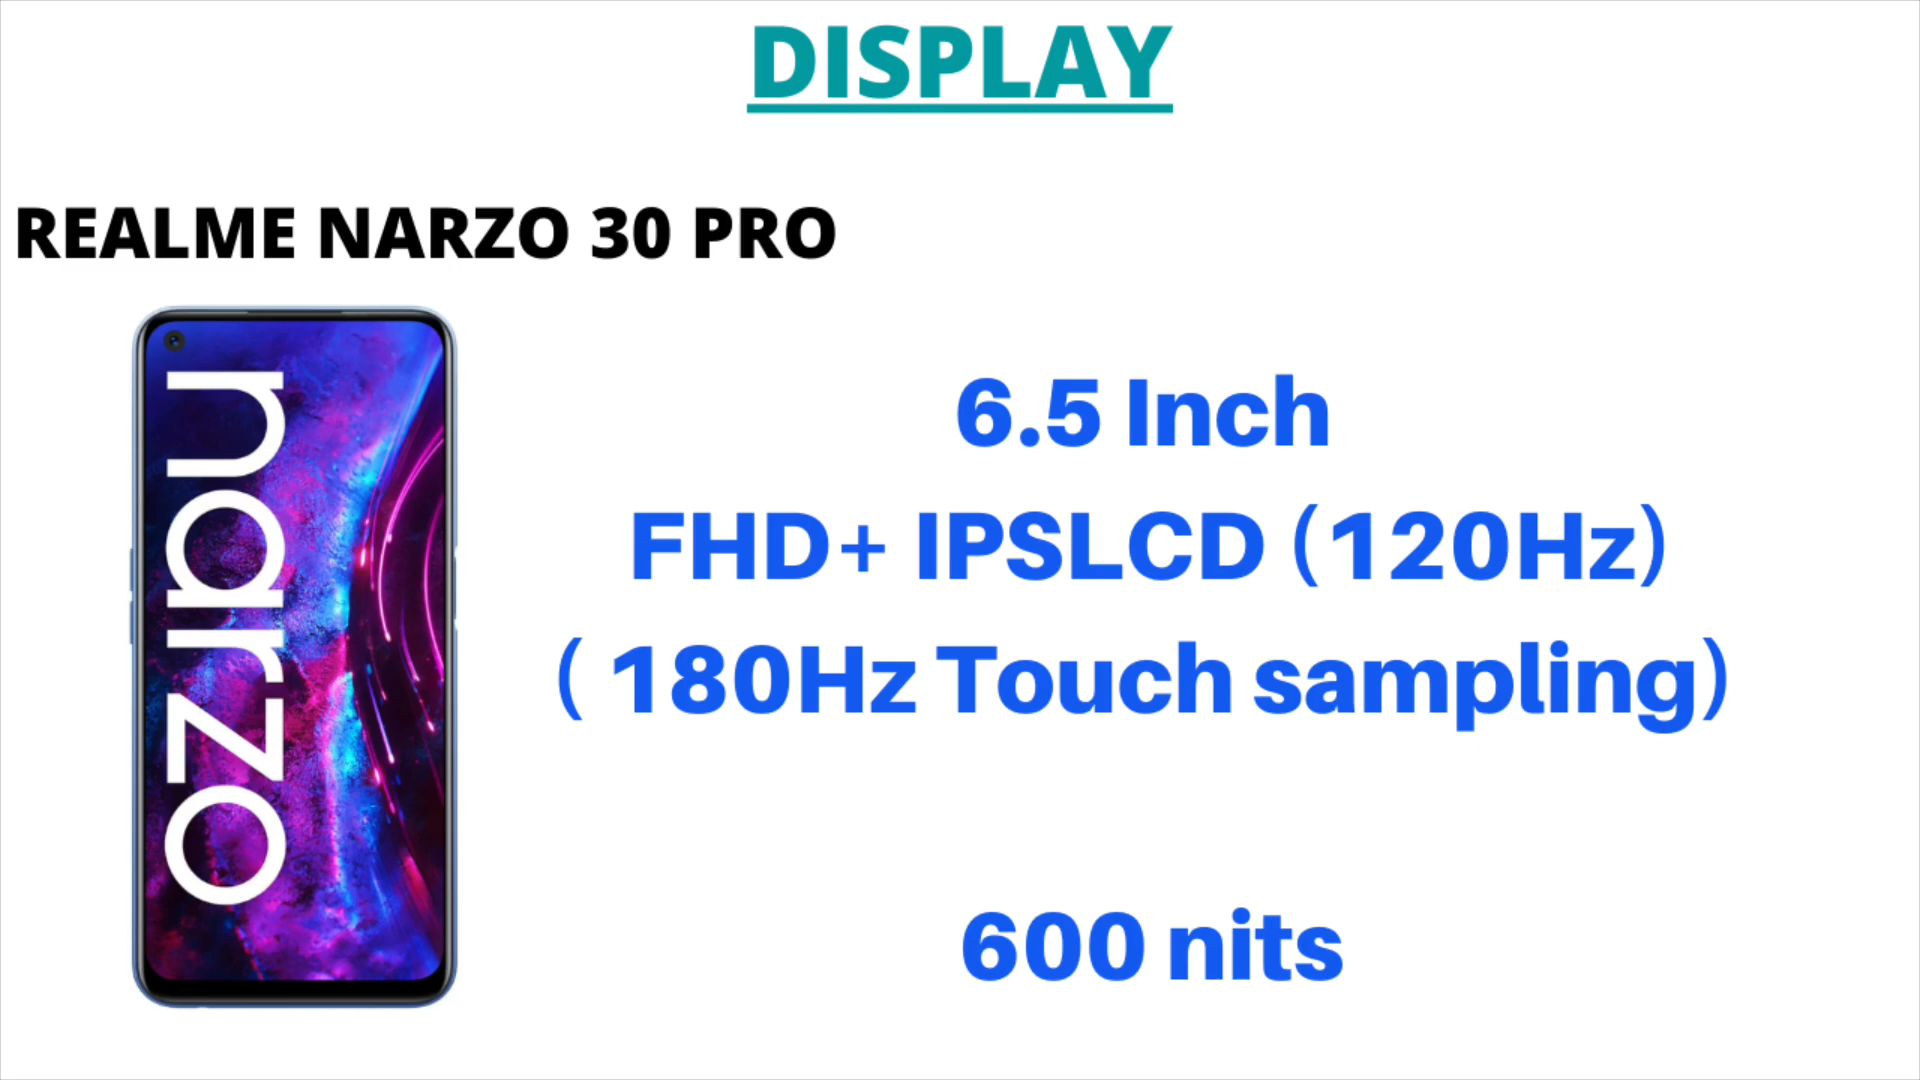 DISPLAY
REALME NARZO 30 PRO
narzo
6.5 Inch
FHD+ IPSLCD (120Hz)
( 180Hz Touch sampling)
600 nits